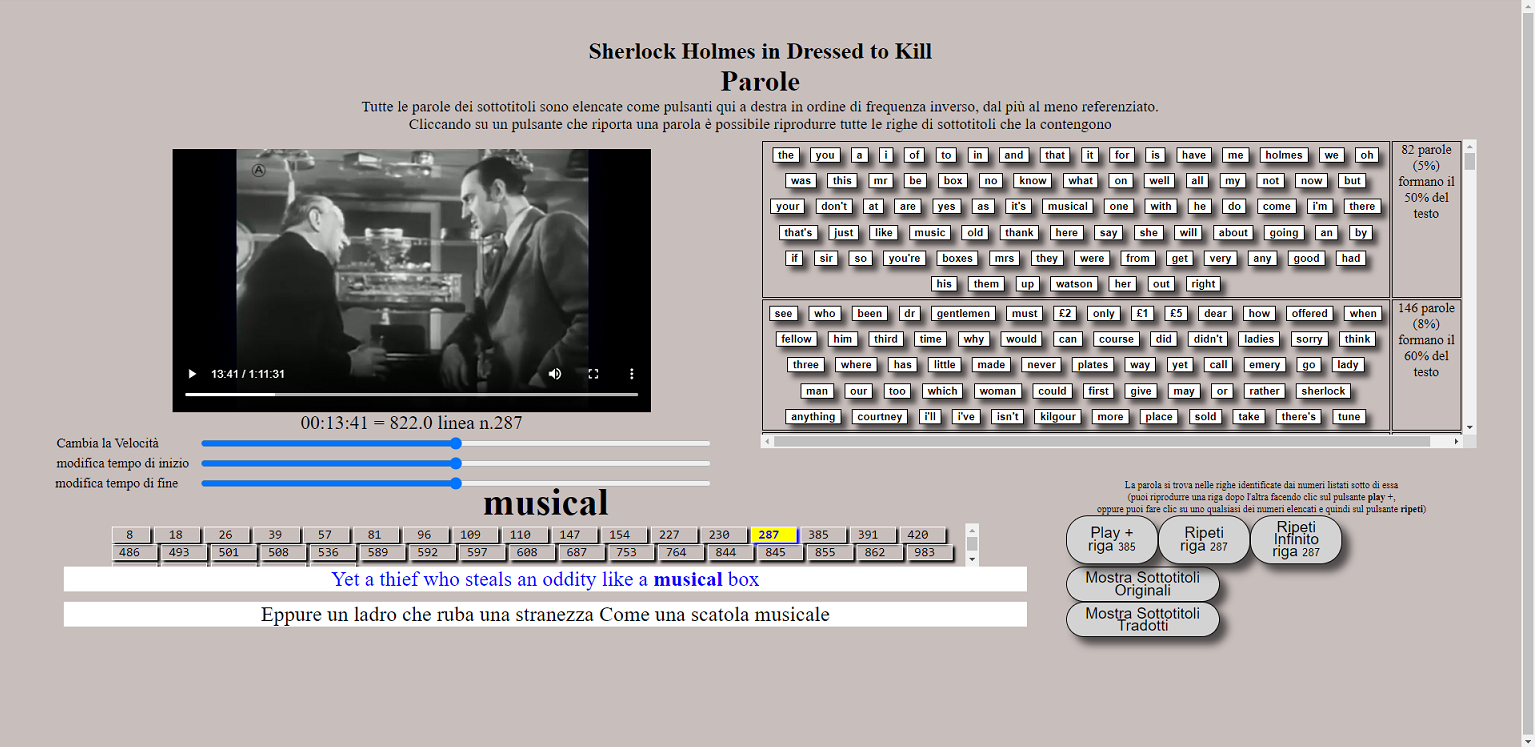 Sherlock Holmes in Dressed to Kill
Parole
Tutte le parole dei sottotitoli sono elencate come pulsanti qui a destra in ordine di frequenza inverso, dal più al meno referenziato.
Cliccando su un pulsante che riporta una parola è possibile riprodurre tutte le righe di sottotitoli che la contengono
A
13:41 / 1:11:31
00:13:41 = 822.0 linea n.287
Cambia la Velocità
modifica tempo di inizio
modifica tempo di fine
the you a i of to in and that it for is have me holmes we oh
was this mr be box no know what on well all my not now but
your don't at are yes as it's musical one with he do come i'm there
that's just like music old thank here say she will about going an by
if sir so you're boxes mrs they were from get very any good had
his them up watson her out right
82 parole
(5%)
formano il
50% del
testo
see who been dr gentlemen must £2 only £1 £5 dear how offered when
fellow him third time why would can course did didn't ladies sorry think
three where has little made never plates way yet call emery go lady
man our too which woman could first give may or rather sherlock
anything courtney i'll i've isn't kilgour more place sold take there's tune
146 parole
(8%)
formano il
60% del
testo
musical
8 18 26 39 57 81 96 109 110 147 154 227 230 287 385 391 420
486 493 501 508 536 589 592 597 608 687 753 764 844 845 855 862 983
Yet a thief who steals an oddity like a musical box
Eppure un ladro che ruba una stranezza Come una scatola musicale
La parola si trova nelle righe identificate dai numeri listati sotto di essa
(puoi riprodurre una riga dopo l'altra facendo clic sul pulsante play +,
oppure puoi fare clic su uno qualsiasi dei numeri elencati e quindi sul pulsante ripeti)
Play +
riga 385
Ripeti
riga 287
Ripeti
Infinito
riga 287
Mostra Sottotitoli
Originali
Mostra Sottotitoli
Tradotti